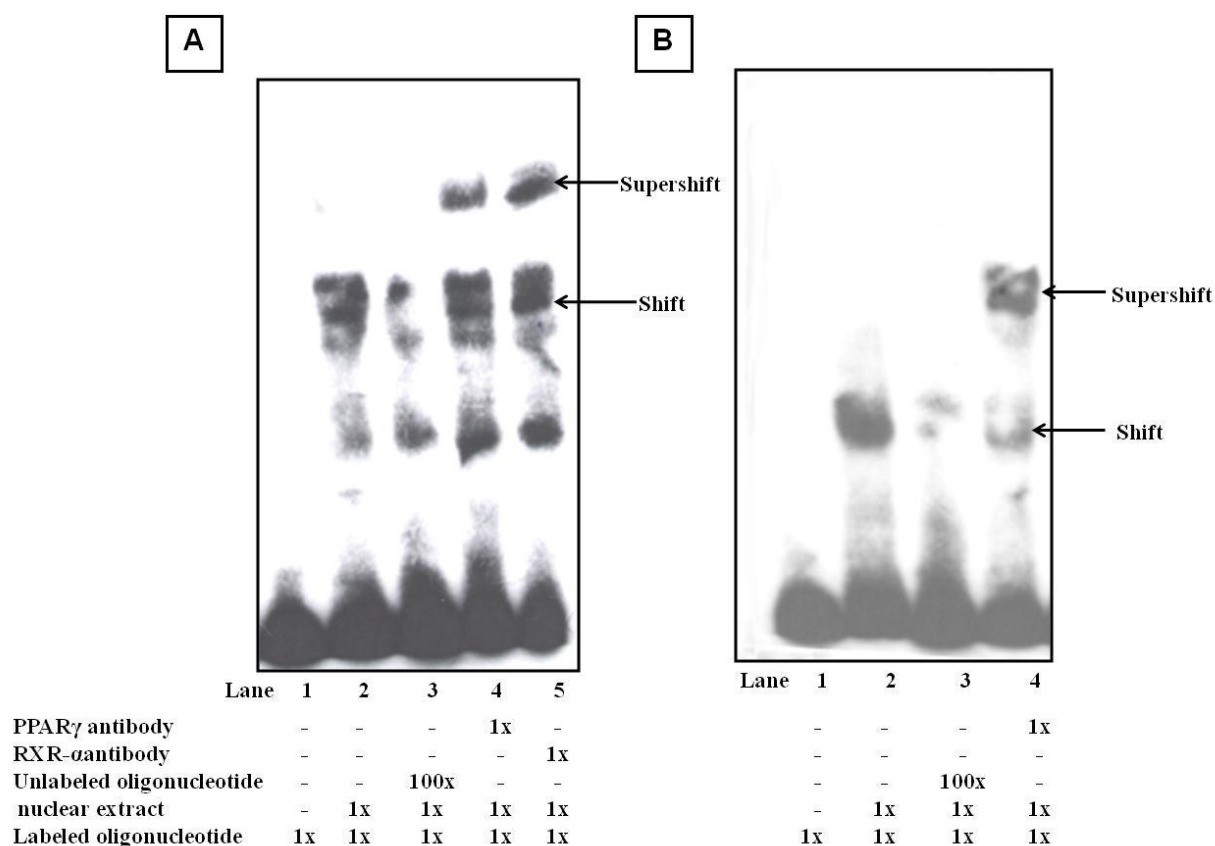 A B
Supershift
Shift
Supershift
Shift
Lane 1 2 3 4 5 Lane 1 2 3 4
PPARγ antibody - - - 1x - - - - 1x
RXR-αantibody - - - - 1x - - - -
Unlabeled oligonucleotide - - 100x - - - - 100x -
nuclear extract - 1x 1x 1x 1x - 1x 1x 1x
Labeled oligonucleotide 1x 1x 1x 1x 1x 1x 1x 1x 1x